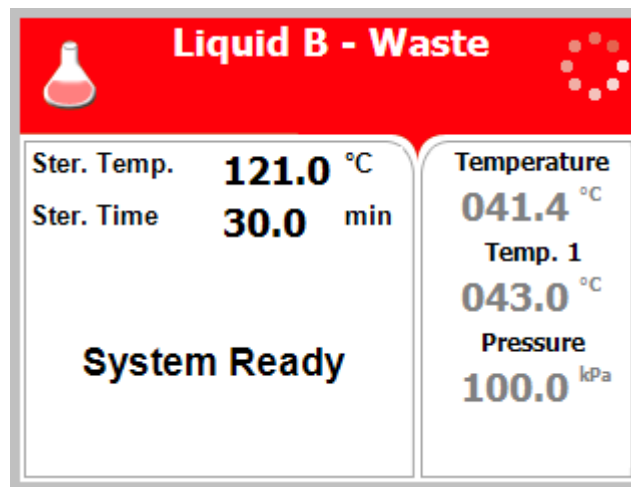 Liquid B - Waste
Ster. Temp. 121.0 °C
Ster. Time 30.0 min
System Ready
Temperature
041.4 °C
Temp. 1
043.0 °C
Pressure
100.0 kPa